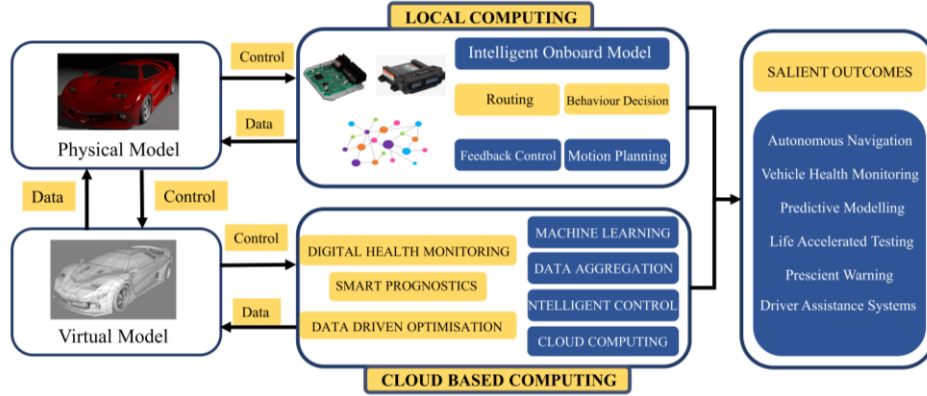 LOCAL COMPUTING
Control
Data
Physical Model
Intelligent Onboard Model
Routing
Behaviour Decision
Feedback Control
Motion Planning
Data
Control
Virtual Model
Control
Data
DIGITAL HEALTH MONITORING
SMART PROGNOSTICS
DATA DRIVEN OPTIMISATION
MACHINE LEARNING
DATA AGGREGATION
NTELLIGENT CONTROL
CLOUD COMPUTING
CLOUD BASED COMPUTING
SALIENT OUTCOMES
Autonomous Navigation
Vehicle Health Monitoring
Predictive Modelling
Life Accelerated Testing
Prescient Warning
Driver Assistance Systems